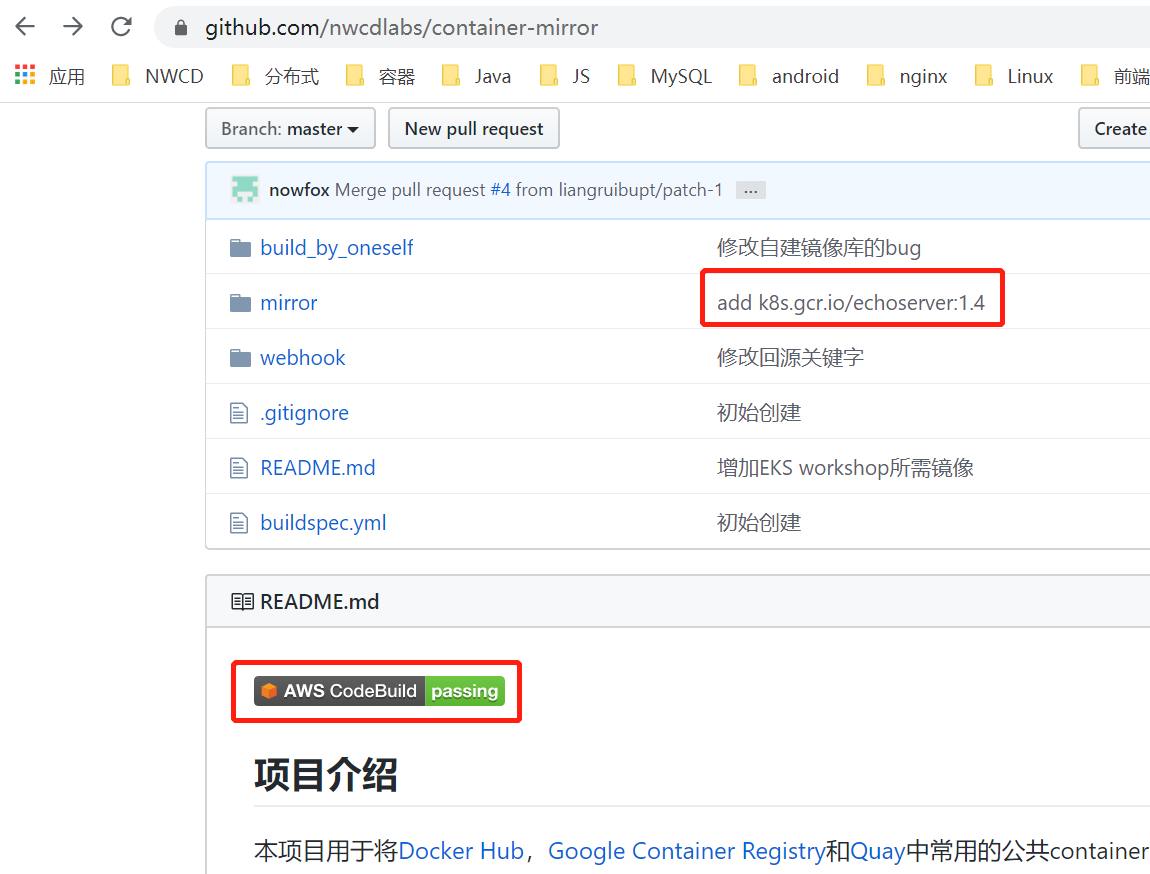 github.com/nwcdlabs/container-mirror
应用 NWCD 分布式 容器 Java JS MySQL android nginx Linux 前端
Branch: master New pull request Create
nowfox Merge pull request #4 from liangruibupt/patch-1 ...
build_by_oneself 修改自建镜像库的bug
mirror add k8s.gcr.io/echoserver:1.4
webhook 修改回源关键字
.gitignore 初始创建
README.md 增加EKS workshop所需镜像
buildspec.yml 初始创建
README.md
AWS CodeBuild passing
项目介绍
本项目用于将Docker Hub，Google Container Registry和Quay中常用的公共container